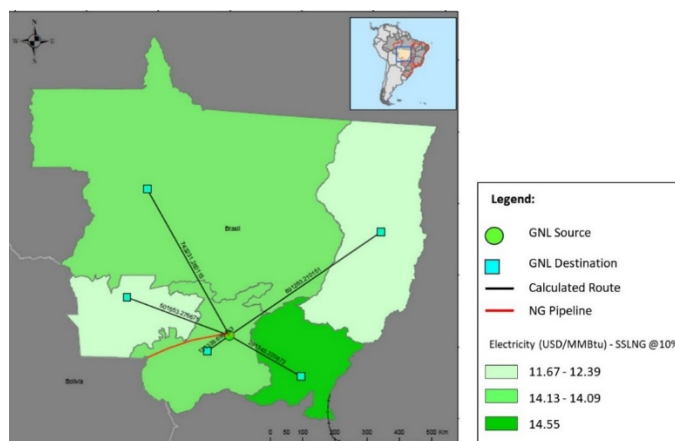 N
W
E
S
Brasil
Bolivia
0
100
200
300
400
500 Km
Legend:
GNL Source
GNL Destination
Calculated Route
NG Pipeline
Electricity (USD/MMBtu) - SSLNG @10%
11.67 - 12.39
14.13 - 14.09
14.55